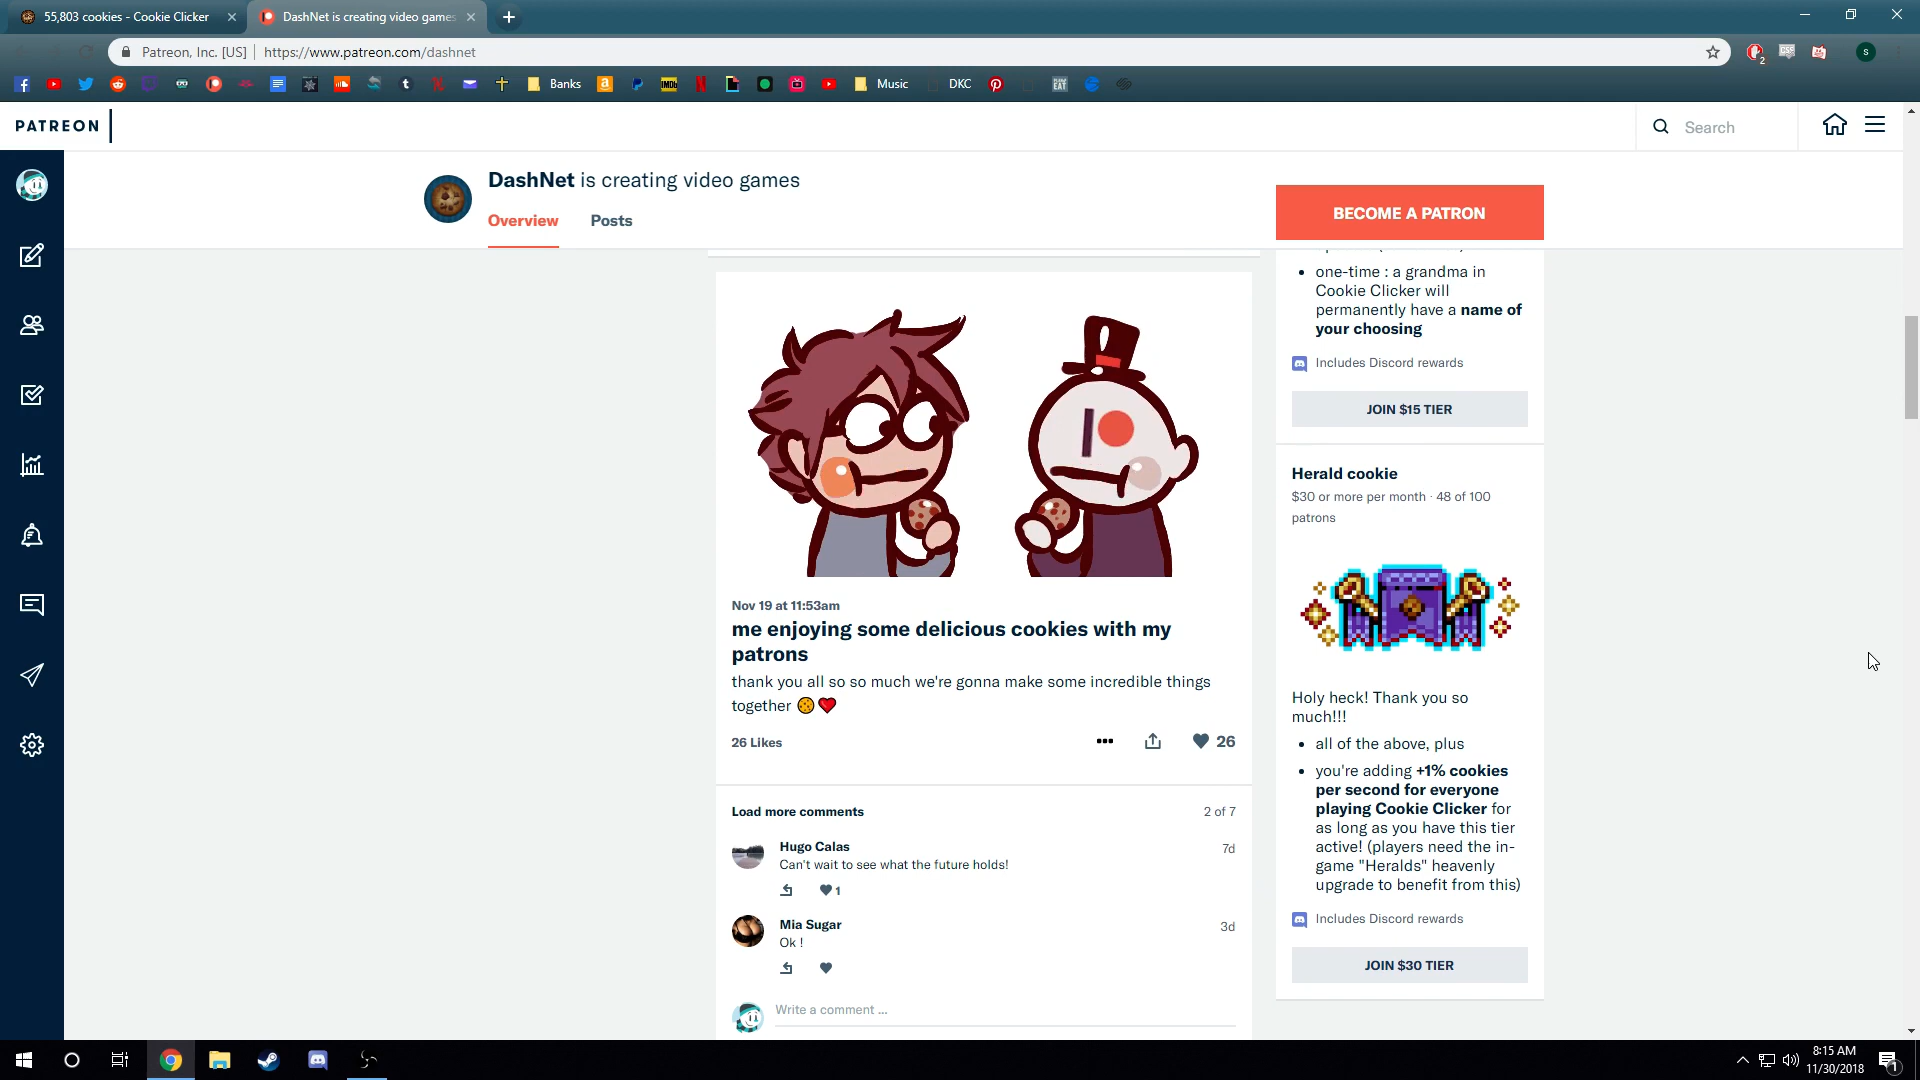 55,803 cookies - Cookie Clicker
DashNet is creating video games
Patreon, Inc. [US] https://www.patreon.com/dashnet
Banks
Music
DKC
PATREON
Search
DashNet is creating video games
Overview
Posts
BECOME A PATRON
Nov 19 at 11:53am
me enjoying some delicious cookies with my
patrons
thank you all so so much we're gonna make some incredible things
together
26 Likes
26
Load more comments
2 of 7
Hugo Calas
7d
Can't wait to see what the future holds!
1
Mia Sugar
3d
Ok !
Write a comment ...
one-time : a grandma in
Cookie Clicker will
permanently have a name of
your choosing
Includes Discord rewards
JOIN $15 TIER
Herald cookie
$30 or more per month · 48 of 100
patrons
Holy heck! Thank you so
much!!!
all of the above, plus
you're adding +1% cookies
per second for everyone
playing Cookie Clicker for
as long as you have this tier
active! (players need the in-
game "Heralds" heavenly
upgrade to benefit from this)
Includes Discord rewards
JOIN $30 TIER
8:15 AM
11/30/2018